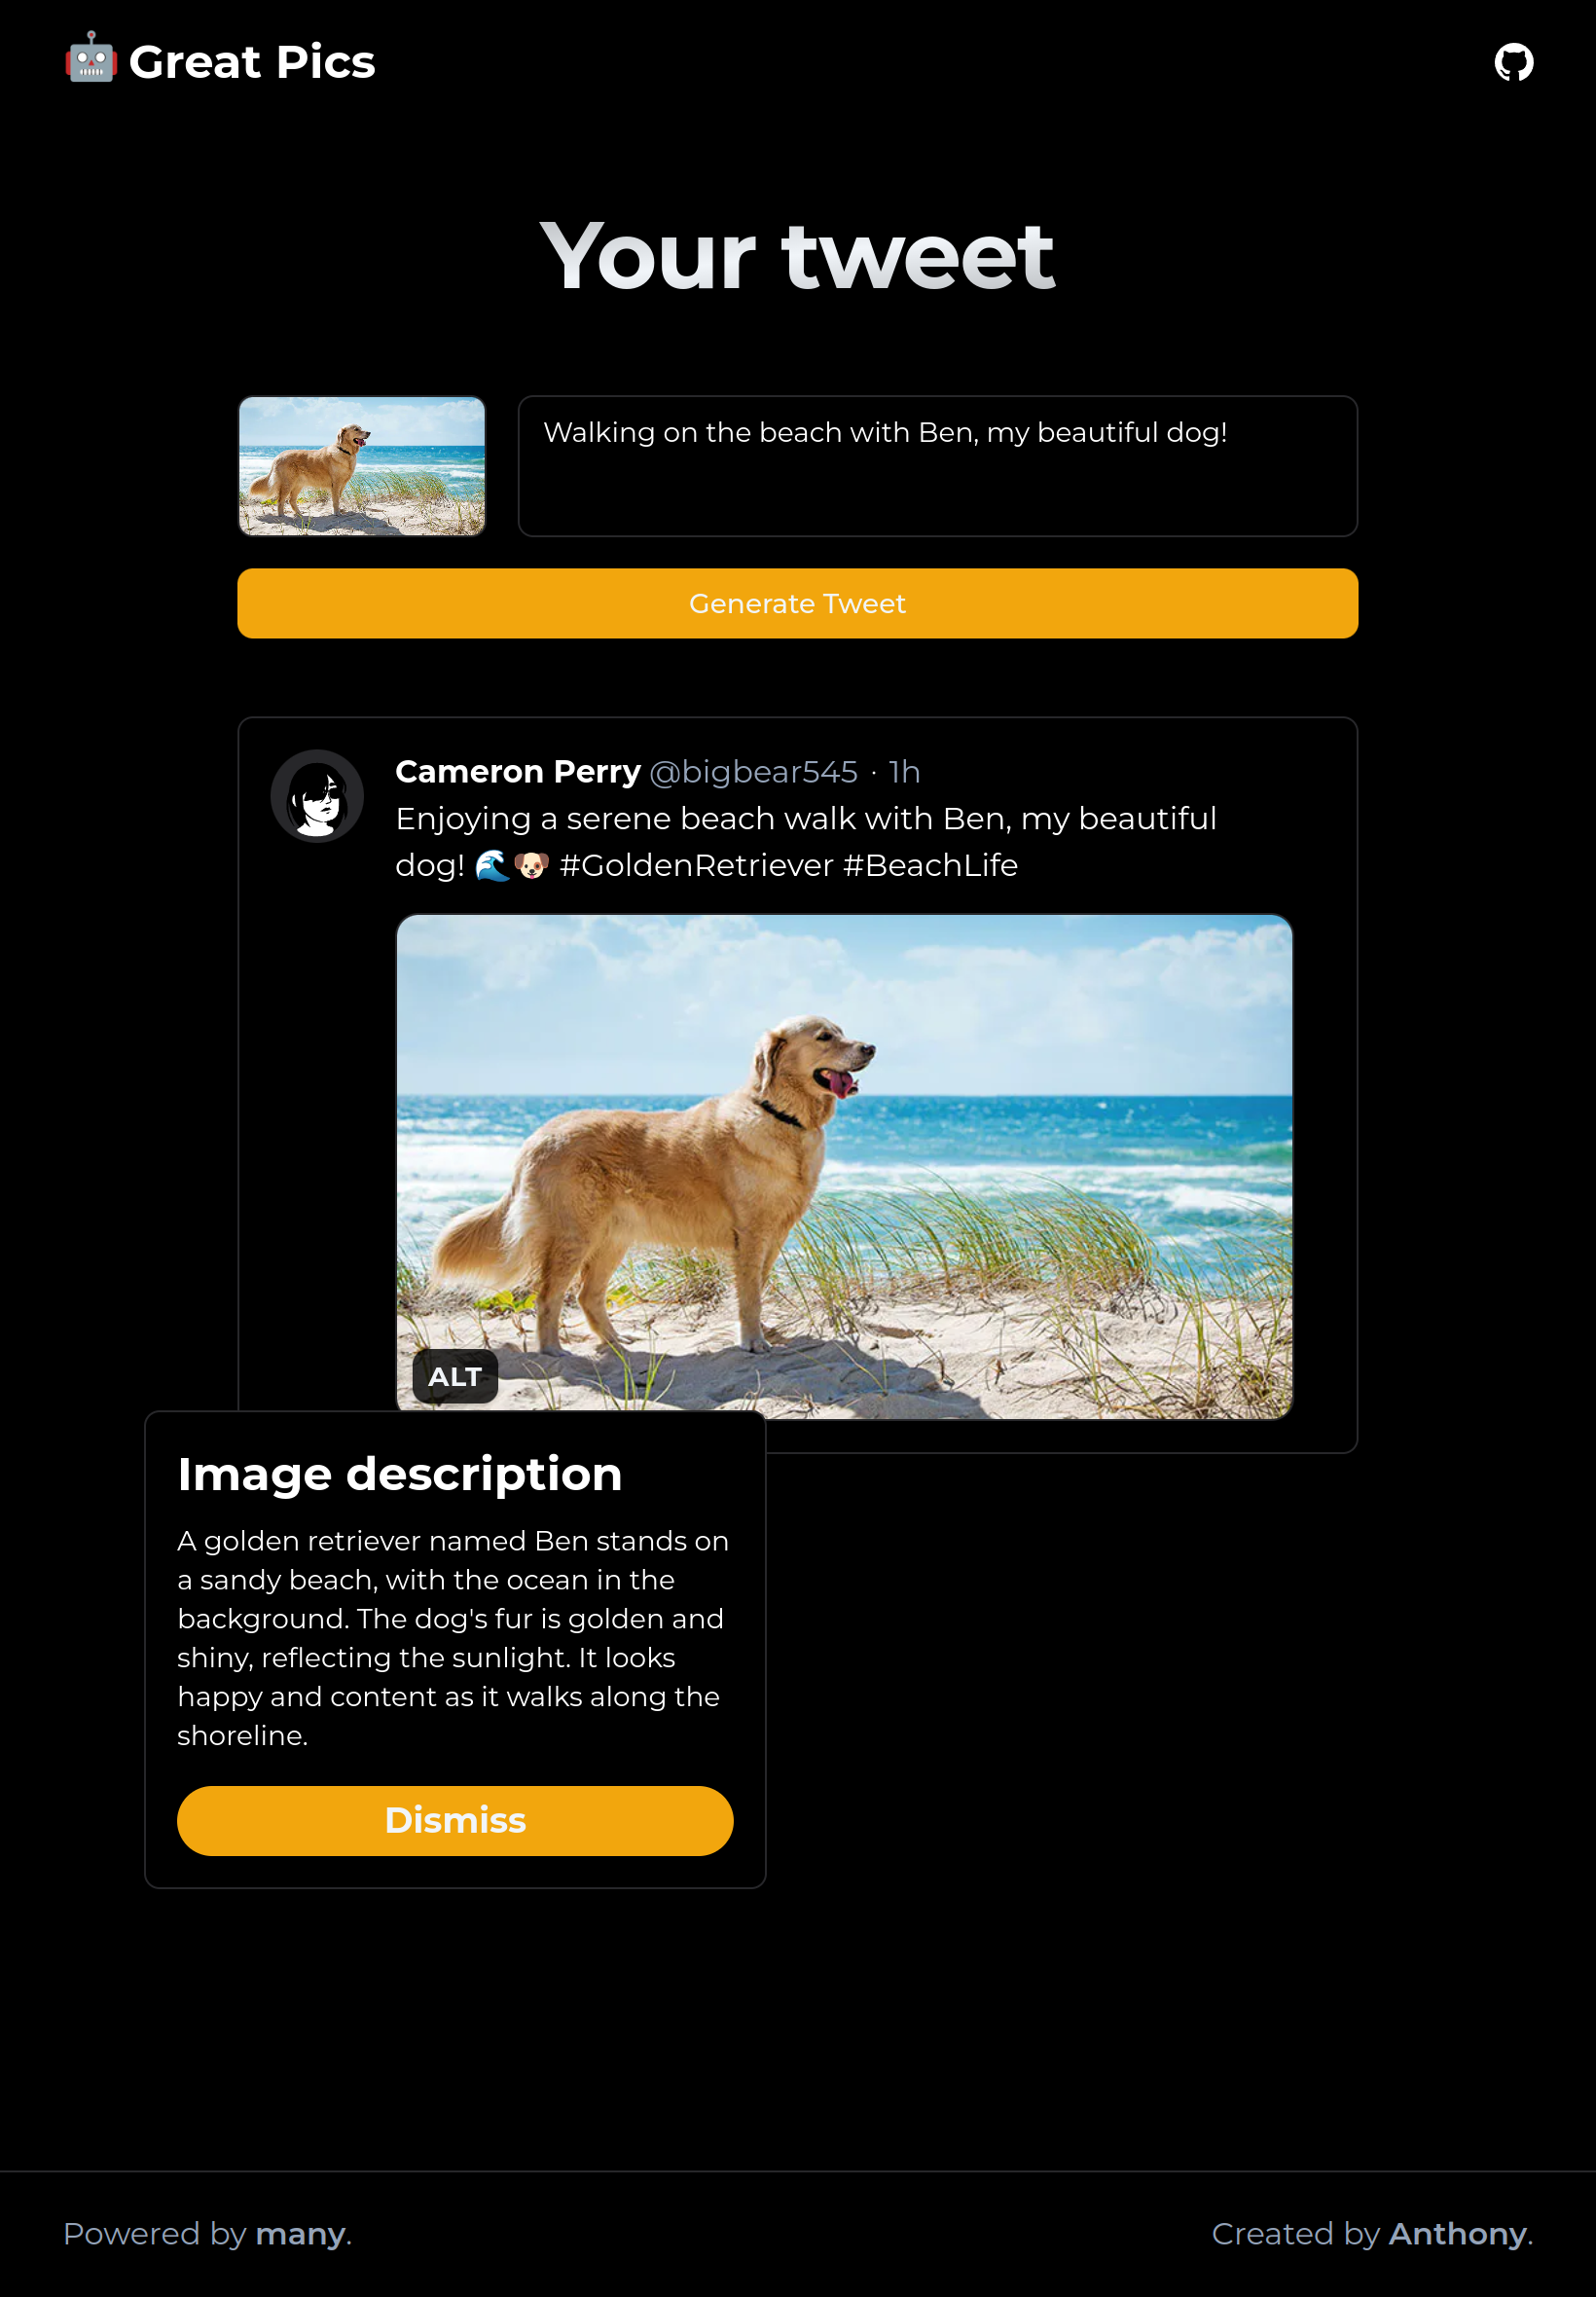 Great Pics
Your tweet
Walking on the beach with Ben, my beautiful dog!
Generate Tweet
Cameron Perry @bigbear545 · 1h
Enjoying a serene beach walk with Ben, my beautiful
dog! 🌊🐶 #GoldenRetriever #BeachLife
ALT
Image description
A golden retriever named Ben stands on
a sandy beach, with the ocean in the
background. The dog's fur is golden and
shiny, reflecting the sunlight. It looks
happy and content as it walks along the
shoreline.
Dismiss
Powered by many.
Created by Anthony.